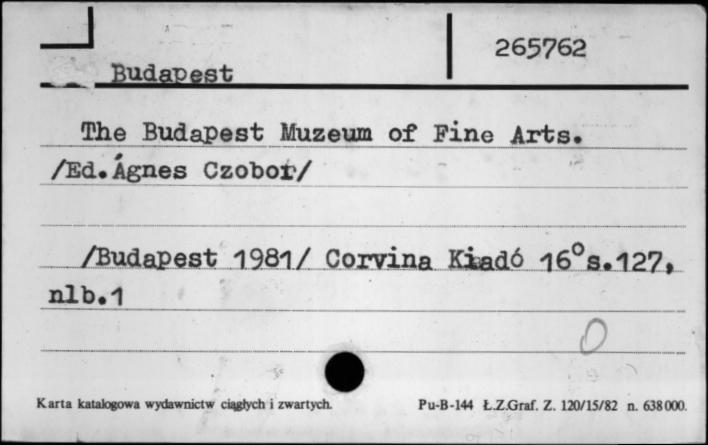 265762
Budapest
The Budapest Muzeum of Fine Arts.
/Ed.Ágnes Czobor/
/Budapest 1981/ Corvina Kiadó 16°s.127,
nlb.1
0
Karta katalogowa wydawnictw ciągłych i zwartych.
Pu-B-144 Ł.Z.Graf. Z. 120/15/82 n. 638000.